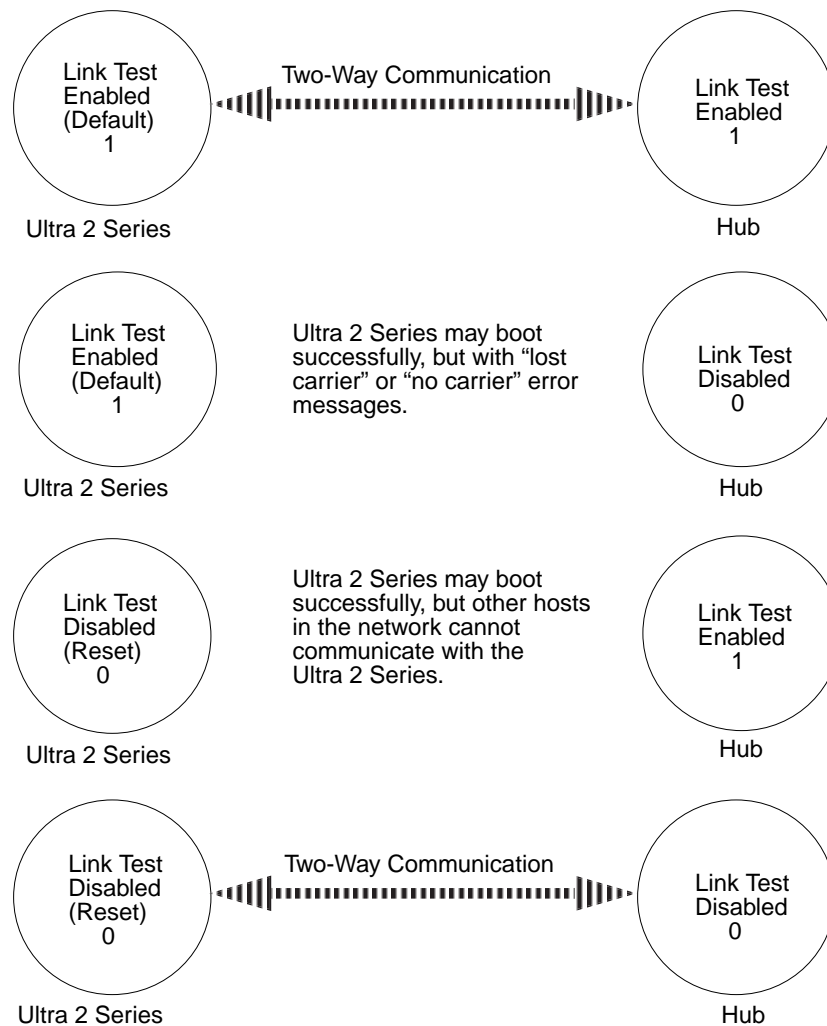 Link Test
Enabled
(Default)
1
Two-Way Communication
Link Test
Enabled
1
Ultra 2 Series
Hub
Link Test
Enabled
(Default)
1
Ultra 2 Series may boot
successfully, but with “lost
carrier” or “no carrier” error
messages.
Link Test
Disabled
0
Ultra 2 Series
Hub
Link Test
Disabled
(Reset)
0
Ultra 2 Series may boot
successfully, but other hosts
in the network cannot
communicate with the
Ultra 2 Series.
Link Test
Enabled
1
Ultra 2 Series
Hub
Link Test
Disabled
(Reset)
0
Two-Way Communication
Link Test
Disabled
0
Ultra 2 Series
Hub